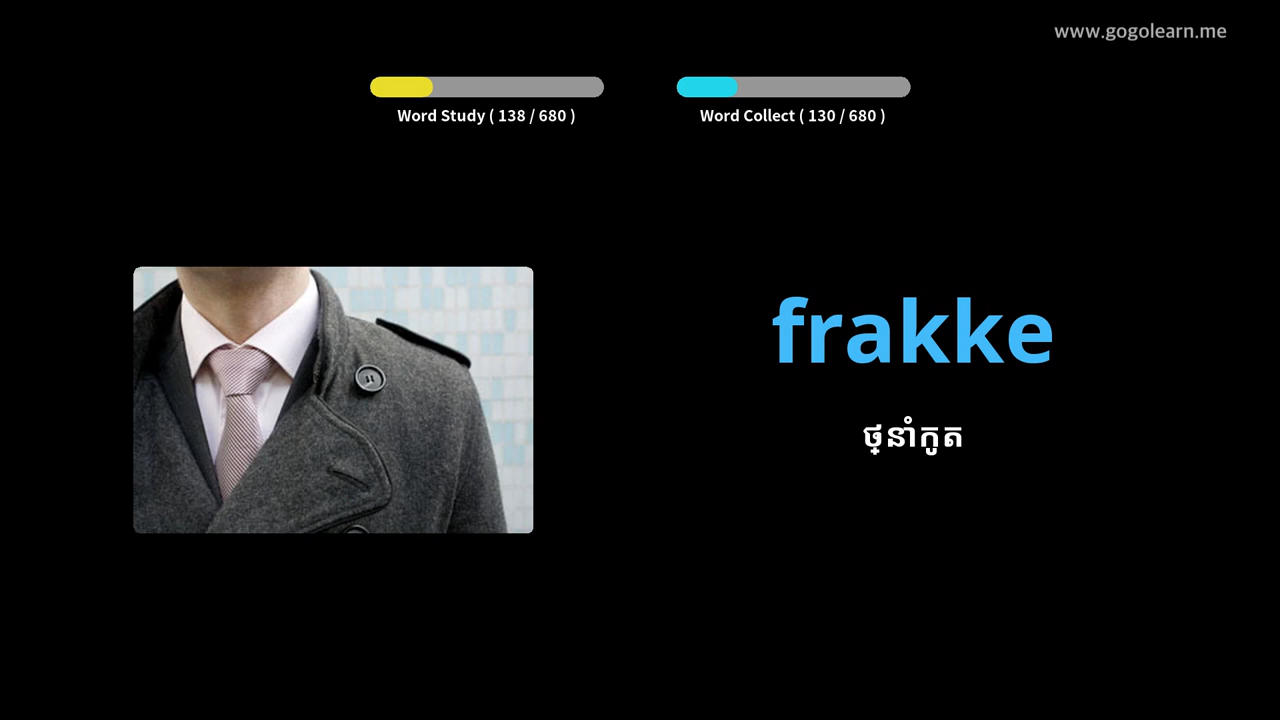 www.gogolearn.me
Word Study ( 138 / 680 )
Word Collect ( 130 / 680 )
frakke
ថ្នាំកូត